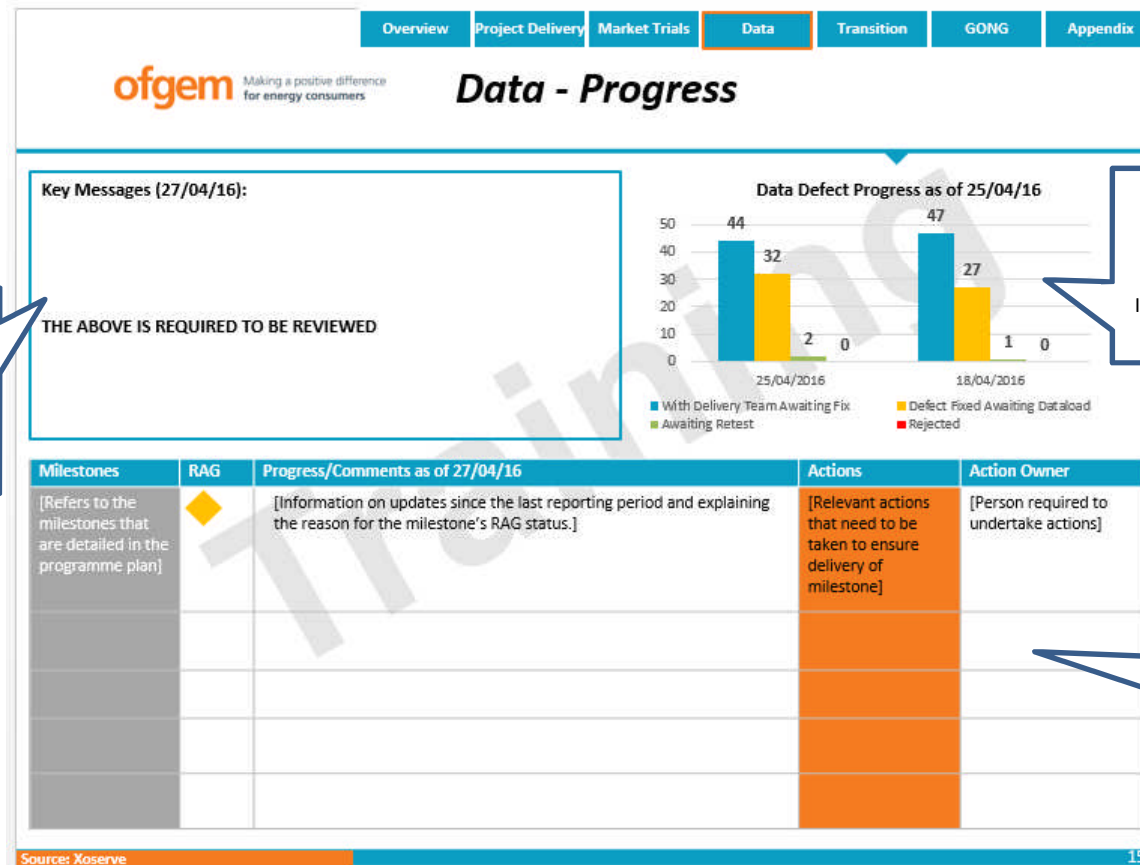 Overview Project Delivery Market Trials Data Transition GONG Appendix
ofgem Making a positive difference
for energy consumers
Data - Progress
Key Messages (27/04/16):
THE ABOVE IS REQUIRED TO BE REVIEWED
Data Defect Progress as of 25/04/16
50
40
30
20
10
0
44 32 2 0
47 27 1 0
25/04/2016 18/04/2016
With Delivery Team Awaiting Fix Defect Fixed Awaiting Dataload
Awaiting Retest Rejected
Training
Milestones RAG Progress/Comments as of 27/04/16 Actions Action Owner
[Refers to the
milestones that
are detailed in the
programme plan]
[Information on updates since the last reporting period and explaining
the reason for the milestone's RAG status.]
[Relevant actions
that need to be
taken to ensure
delivery of
milestone]
[Person required to
undertake actions]
Source: Xoserve